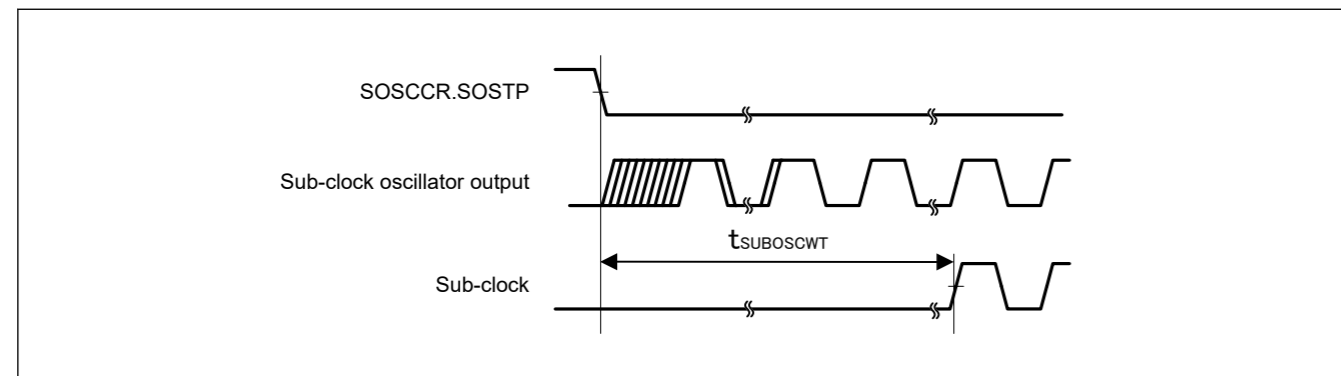 SOSCCR.SOSTP
Sub-clock oscillator output
tSUBOSCWT
Sub-clock